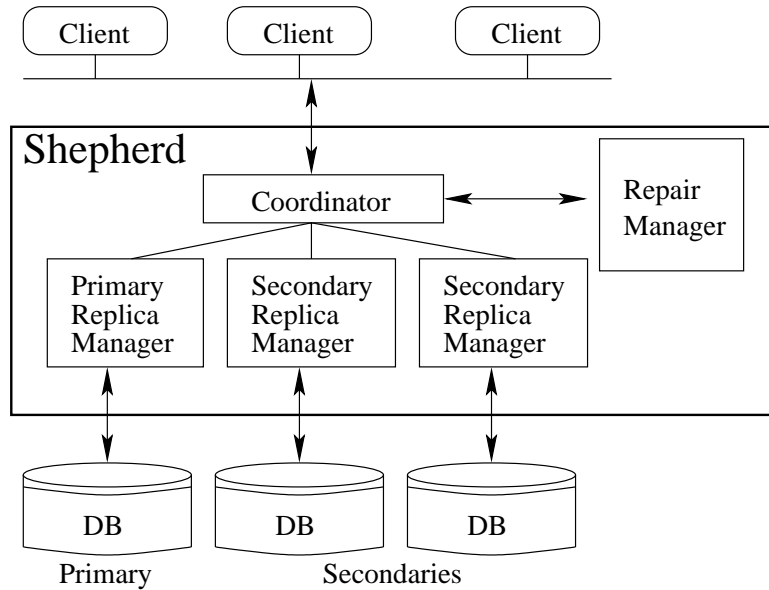 Client
Client
Client
Shepherd
Coordinator
Repair
Manager
Primary
Replica
Manager
Secondary
Replica
Manager
Secondary
Replica
Manager
DB
DB
DB
Primary
Secondaries